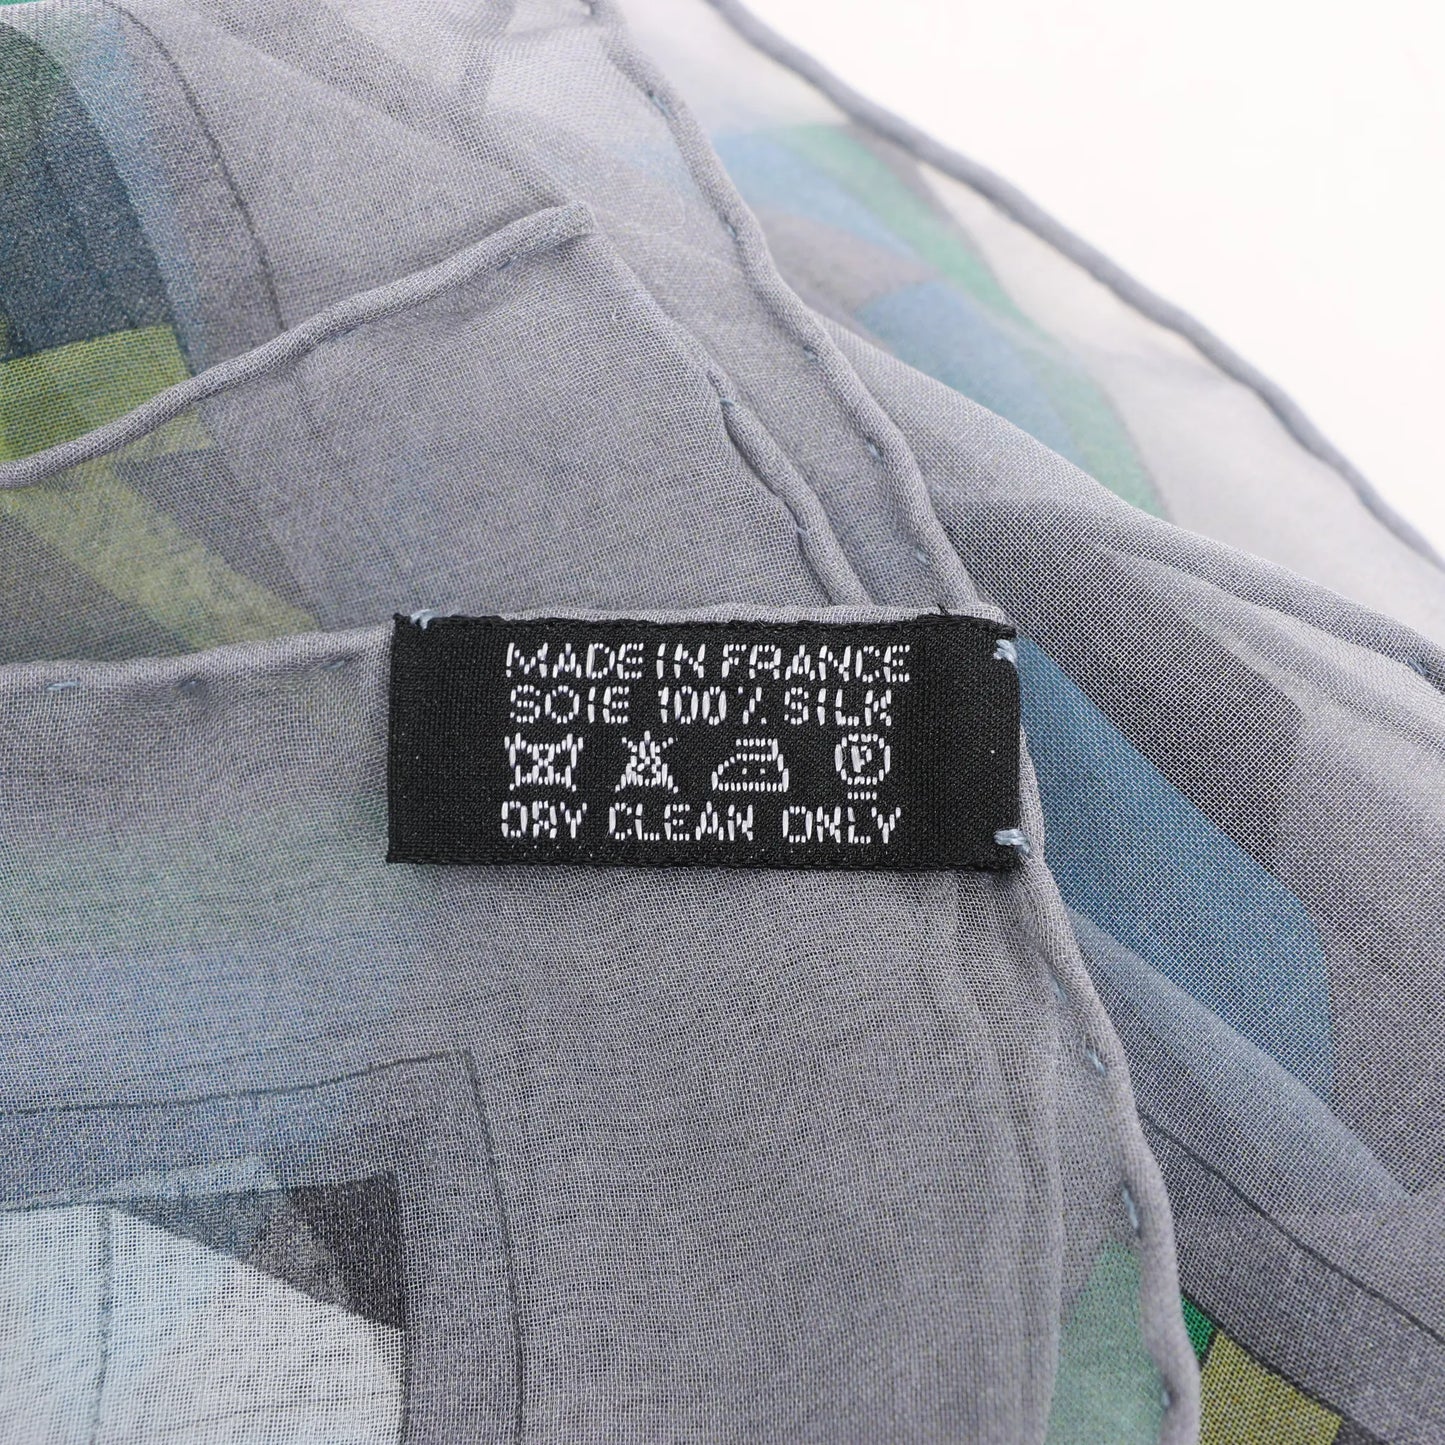 MADE IN FRANCE
SOIE 100% SILK
P
DRY CLEAN ONLY